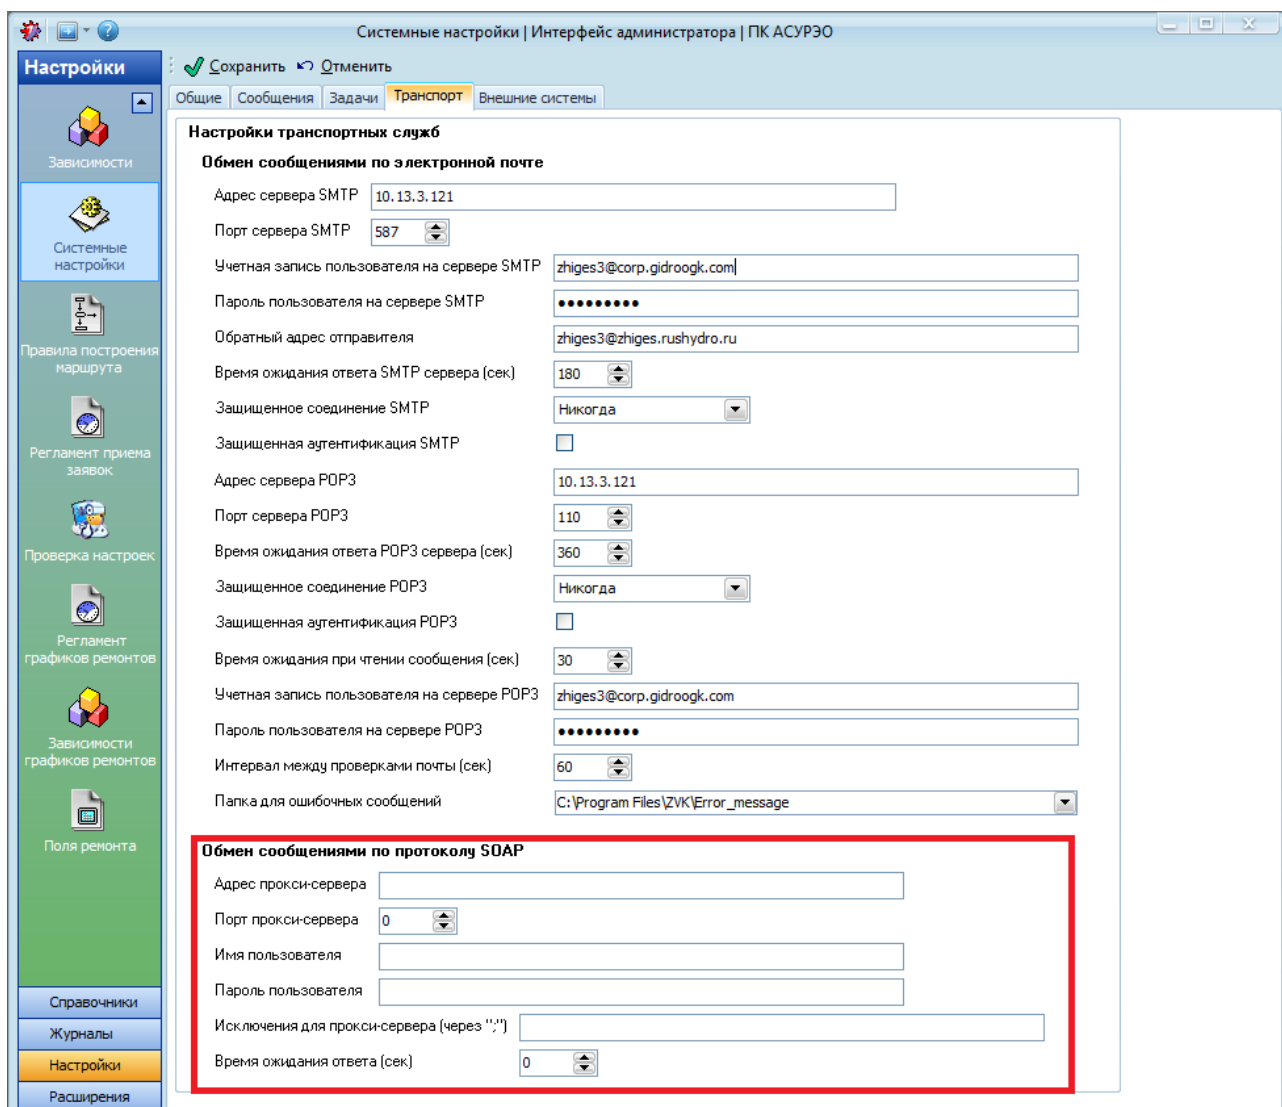 Системные настройки | Интерфейс администратора | ПК АСУРЭО
Настройки
Сохранить Отменить
Общие Сообщения Задачи Транспорт Внешние системы
Зависимости
Системные
настройки
Правила построения
маршрута
Регламент приема
заявок
Проверка настроек
Регламент
графиков ремонтов
Зависимости
графиков ремонтов
Поля ремонта
Справочники
Журналы
Настройки
Расширения
Настройки транспортных служб
Обмен сообщениями по электронной почте
Адрес сервера SMTP 10.13.3.121
Порт сервера SMTP 587
Учетная запись пользователя на сервере SMTP zhiges3@corp.gidroogk.com
Пароль пользователя на сервере SMTP •••••••••
Обратный адрес отправителя zhiges3@zhiges.rushydro.ru
Время ожидания ответа SMTP сервера (сек) 180
Защищенное соединение SMTP Никогда
Защищенная аутентификация SMTP
Адрес сервера POP3 10.13.3.121
Порт сервера POP3 110
Время ожидания ответа POP3 сервера (сек) 360
Защищенное соединение POP3 Никогда
Защищенная аутентификация POP3
Время ожидания при чтении сообщения (сек) 30
Учетная запись пользователя на сервере POP3 zhiges3@corp.gidroogk.com
Пароль пользователя на сервере POP3 •••••••••
Интервал между проверками почты (сек) 60
Папка для ошибочных сообщений C:\Program Files\ZVK\Error_message
Обмен сообщениями по протоколу SOAP
Адрес прокси-сервера
Порт прокси-сервера 0
Имя пользователя
Пароль пользователя
Исключения для прокси-сервера (через ";")
Время ожидания ответа (сек) 0